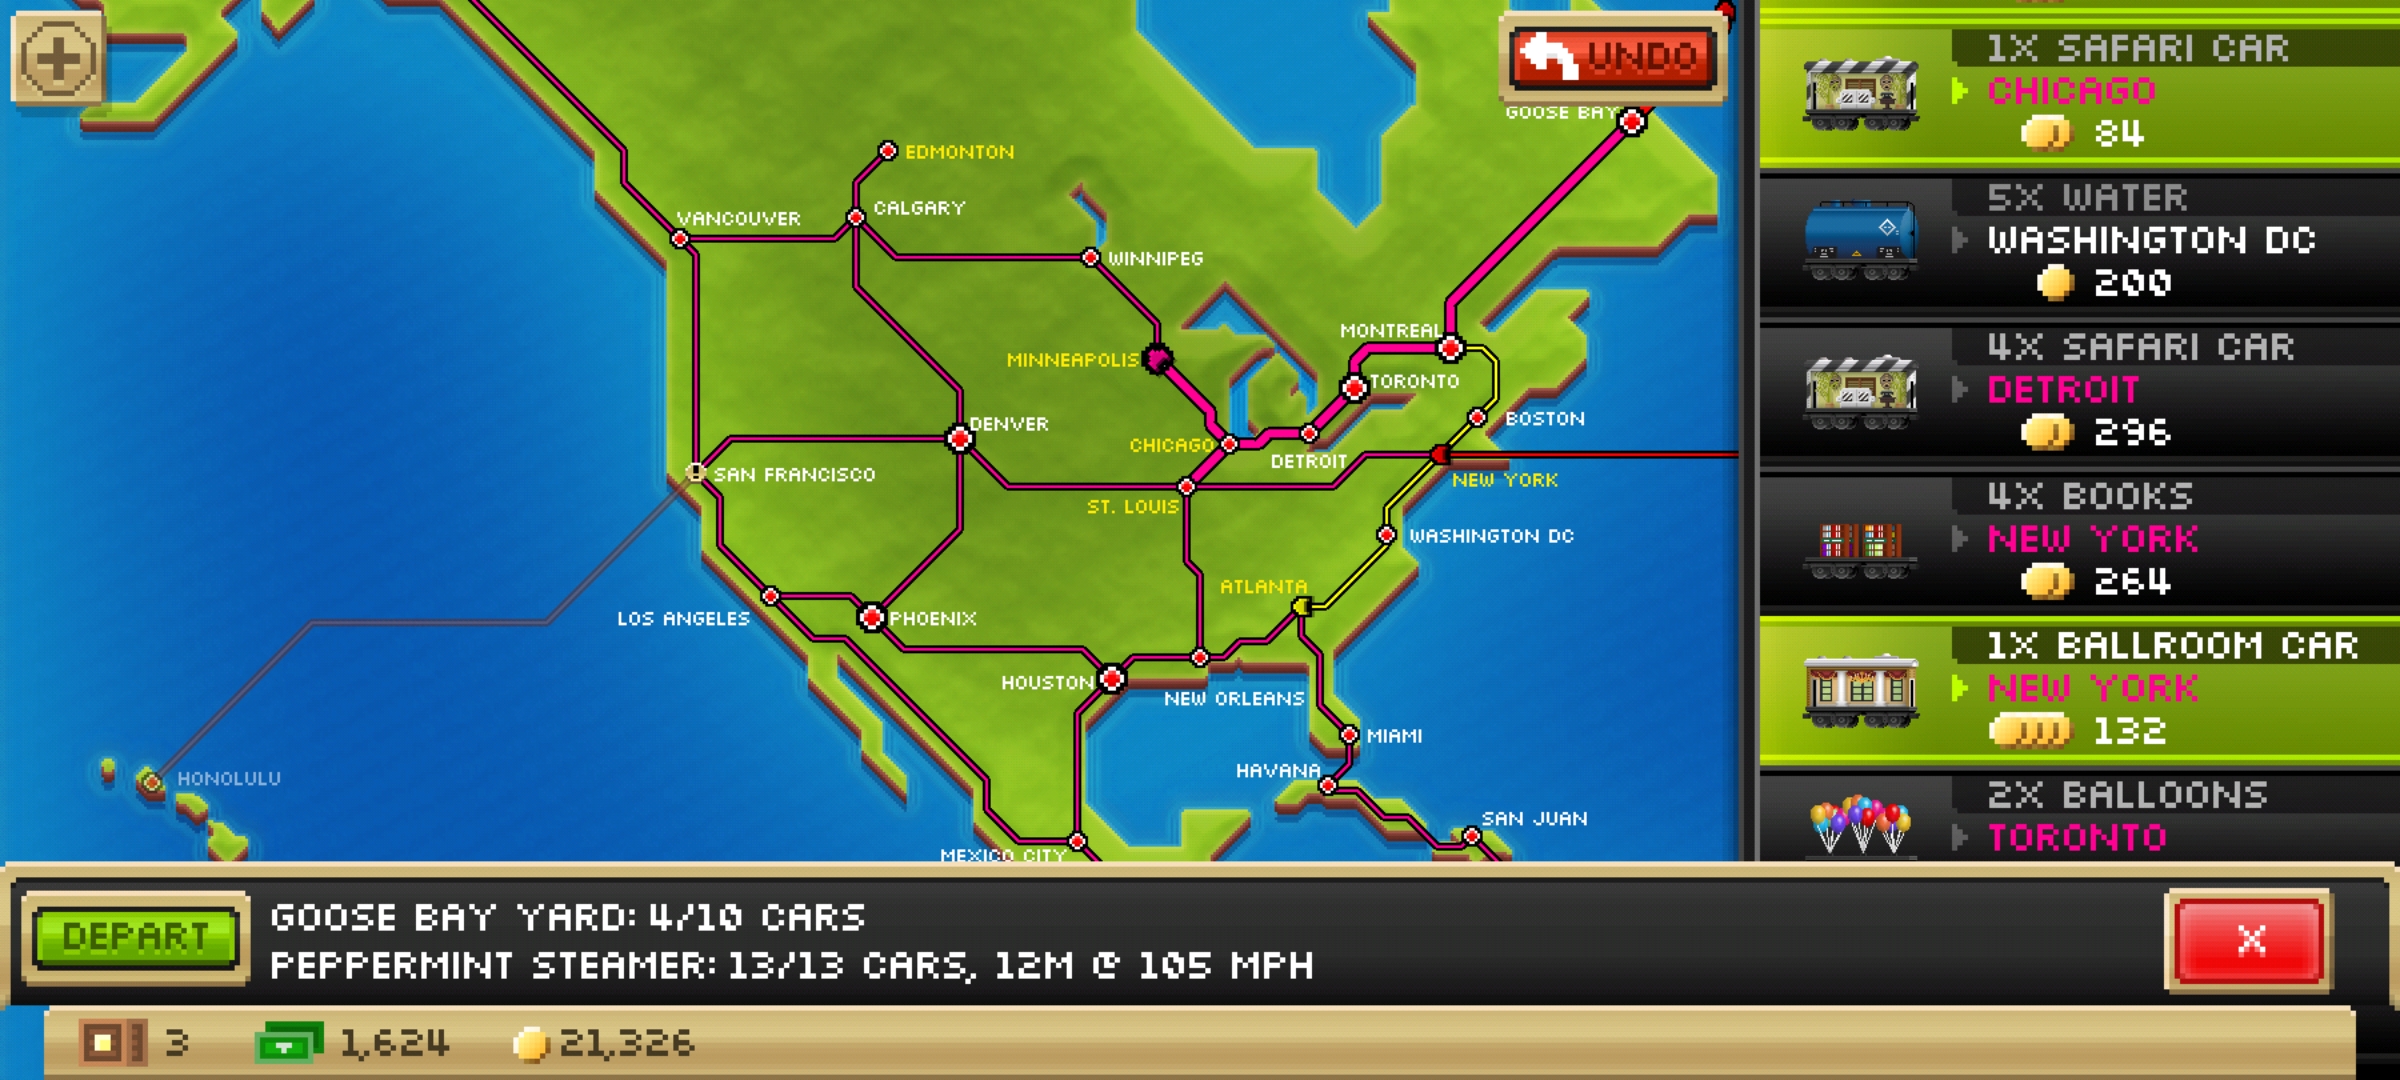 UNDO
GOOSE BAY
EDMONTON
CALGARY
VANCOUVER
WINNIPEG
MONTREAL
MINNEAPOLIS
TORONTO
DENVER
BOSTON
CHICAGO
DETROIT
SAN FRANCISCO
NEW YORK
ST. LOUIS
WASHINGTON DC
ATLANTA
LOS ANGELES
PHOENIX
HOUSTON
NEW ORLEANS
MIAMI
HAVANA
HONOLULU
SAN JUAN
MEXICO CITY
1X SAFARI CAR
CHICAGO
84
5X WATER
WASHINGTON DC
200
4X SAFARI CAR
DETROIT
296
4X BOOKS
NEW YORK
264
1X BALLROOM CAR
NEW YORK
132
2X BALLOONS
TORONTO
DEPART
GOOSE BAY YARD: 4/10 CARS
PEPPERMINT STEAMER: 13/13 CARS, 12M @ 105 MPH
X
3
1,624
21,326